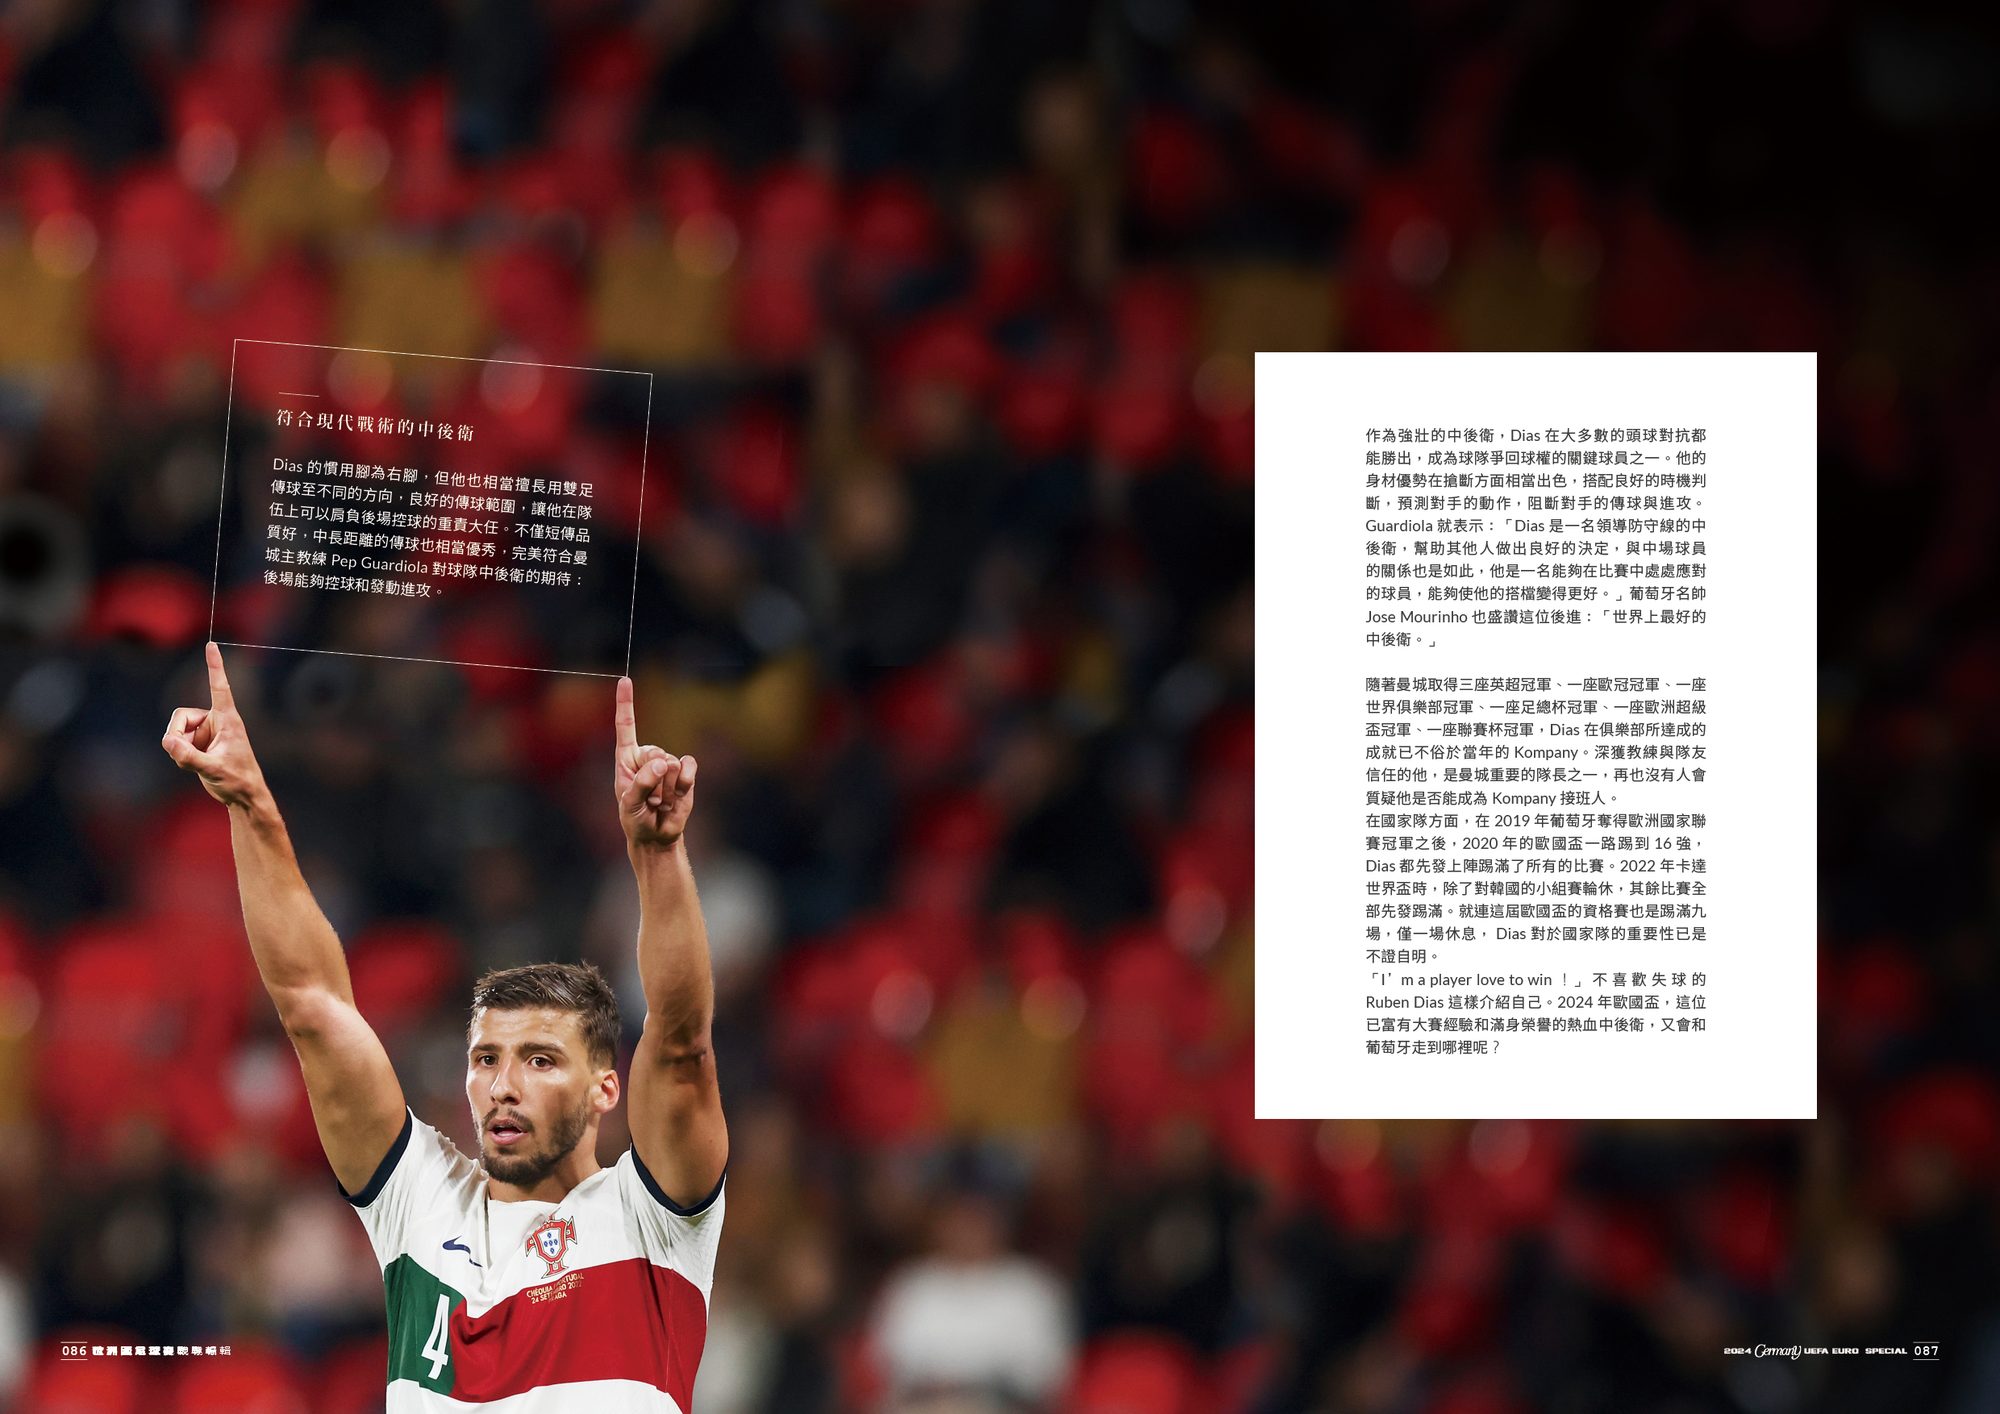 符合現代戰術的中後衛
Dias 的慣用腳為右腳，但他也相當擅長用雙足
傳球至不同的方向，良好的傳球範圍，讓他在隊
伍上可以肩負後場控球的重責大任。不僅短傳品
質好，中長距離的傳球也相當優秀，完美符合曼
城主教練 Pep Guardiola 對球隊中後衛的期待：
後場能夠控球和發動進攻。
作為強壯的中後衛，Dias 在大多數的頭球對抗都
能勝出，成為球隊爭回球權的關鍵球員之一。他的
身材優勢在搶斷方面相當出色，搭配良好的時機判
斷，預測對手的動作，阻斷對手的傳球與進攻。
Guardiola 就表示：「Dias 是一名領導防守線的中
後衛，幫助其他人做出良好的決定，與中場球員
的關係也是如此，他是一名能夠在比賽中處處應對
的球員，能夠使他的搭檔變得更好。」葡萄牙名帥
Jose Mourinho 也盛讚這位後進：「世界上最好的
中後衛。」
隨著曼城取得三座英超冠軍、一座歐冠冠軍、一座
世界俱樂部冠軍、一座足總杯冠軍、一座歐洲超級
盃冠軍、一座聯賽杯冠軍，Dias 在俱樂部所達成的
成就已不俗於當年的 Kompany。深獲教練與隊友
信任的他，是曼城重要的隊長之一，再也沒有人會
質疑他是否能成為 Kompany 接班人。
在國家隊方面，在 2019 年葡萄牙奪得歐洲國家聯
賽冠軍之後，2020 年的歐國盃一路踢到 16 強，
Dias 都先發上陣踢滿了所有的比賽。2022 年卡達
世界盃時，除了對韓國的小組賽輪休，其餘比賽全
部先發踢滿。就連這屆歐國盃的資格賽也是踢滿九
場，僅一場休息， Dias 對於國家隊的重要性已是
不證自明。
「I’m a player love to win ！」不喜歡失球的
Ruben Dias 這樣介紹自己。2024 年歐國盃，這位
已富有大賽經驗和滿身榮譽的熱血中後衛，又會和
葡萄牙走到哪裡呢？
4
086
2024 Germany UEFA EURO SPECIAL 087